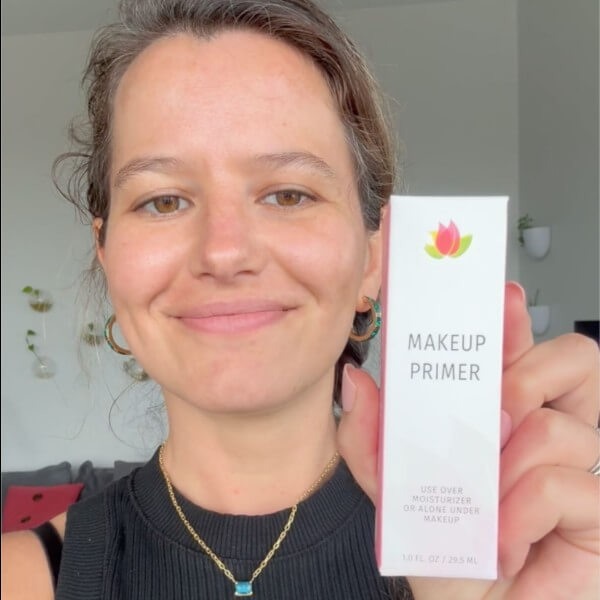 MAKEUP
PRIMER
USE OVER
MOISTURIZER
OR ALONE UNDER
MAKEUP
1.0 FL. OZ / 29.5 ML